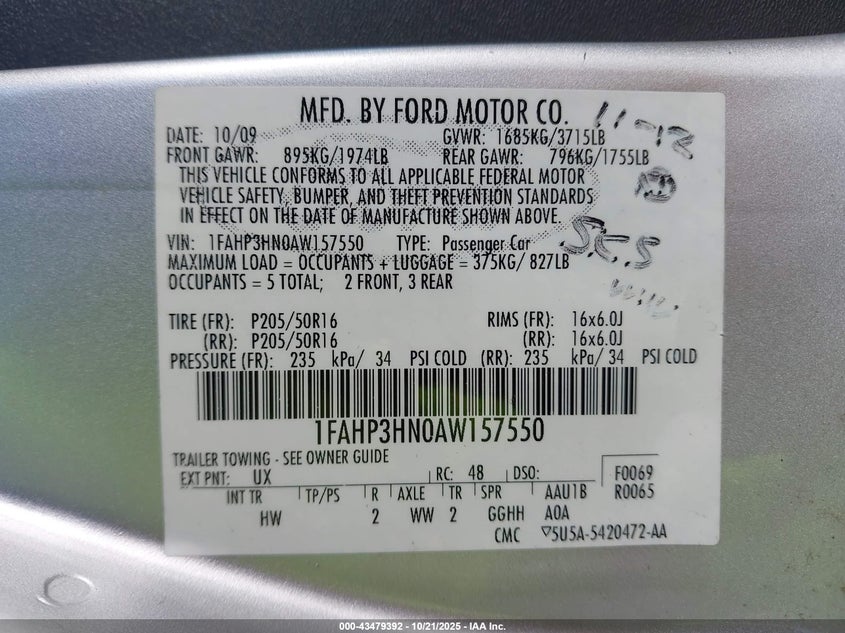 MFD. BY FORD MOTOR CO. 11-12
DATE: 10/09 GVWR: 1685KG/3715LB
FRONT GAWR: 895KG/1974LB REAR GAWR: 796KG/1755LB
THIS VEHICLE CONFORMS TO ALL APPLICABLE FEDERAL MOTOR
VEHICLE SAFETY, BUMPER, AND THEFT PREVENTION STANDARDS
IN EFFECT ON THE DATE OF MANUFACTURE SHOWN ABOVE.
VIN: 1FAHP3HN0AW157550 TYPE: Passenger Car
MAXIMUM LOAD = OCCUPANTS + LUGGAGE = 375KG/ 827LB
OCCUPANTS = 5 TOTAL; 2 FRONT, 3 REAR
TIRE (FR): P205/50R16 RIMS (FR): 16x6.0J
(RR): P205/50R16 (RR): 16x6.0J
PRESSURE (FR): 235 kPa/ 34 PSI COLD (RR): 235 kPa/ 34 PSI COLD
1FAHP3HN0AW157550
TRAILER TOWING - SEE OWNER GUIDE
EXT PNT: UX RC: 48 DSO: F0069
INT TR TP/PS R AXLE TR SPR AAU1B R0065
HW 2 WW 2 GGHH A0A
CMC ▽5U5A-5420472-AA
000-43479392 - 10/21/2025 - IAA Inc.